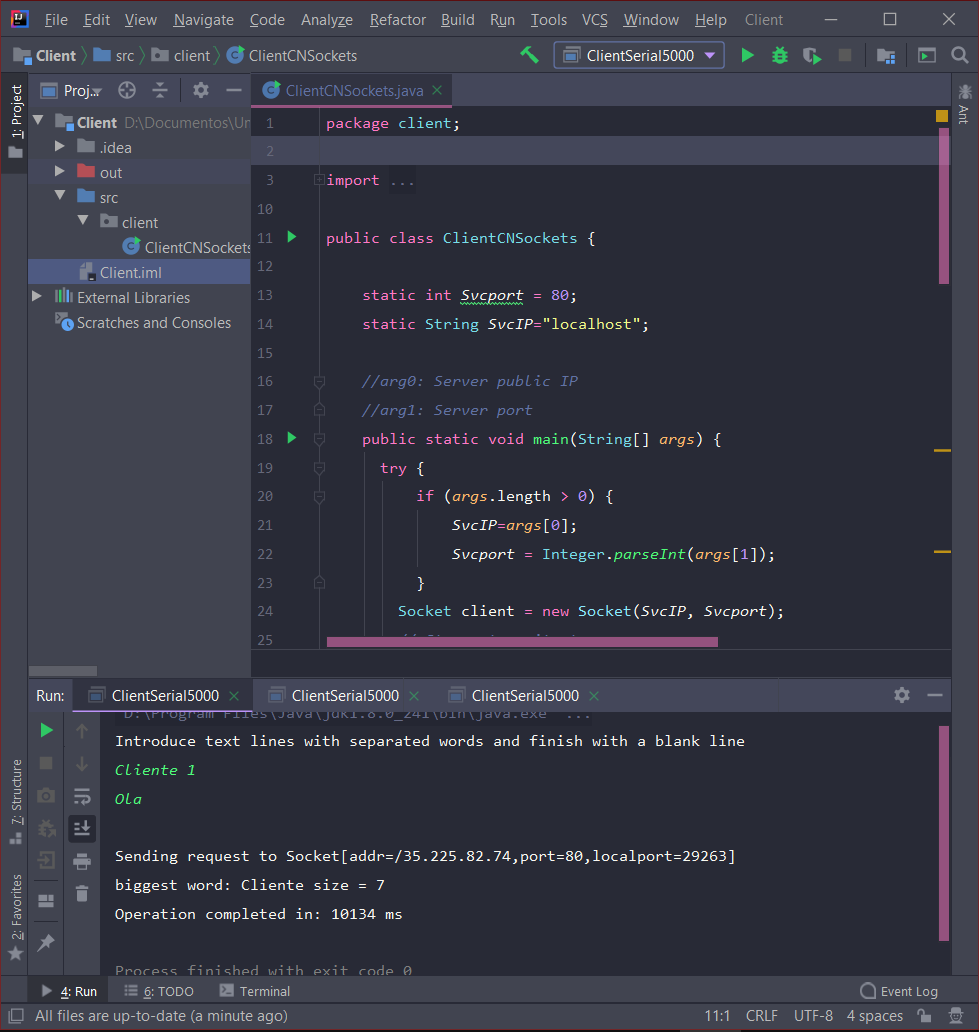 File Edit View Navigate Code Analyze Refactor Build Run Tools VCS Window Help Client
Client src client ClientCNSockets ClientSerial5000
1: Project
Proj..
Client D:\Documentos\Un
.idea
out
src
client
ClientCNSockets
Client.iml
External Libraries
Scratches and Consoles
ClientCNSockets.java
Ant
1 package client;
2
3 import ...
10
11 public class ClientCNSockets {
12
13 static int Svcport = 80;
14 static String SvcIP="localhost";
15
16 //arg0: Server public IP
17 //arg1: Server port
18 public static void main(String[] args) {
19 try {
20 if (args.length > 0) {
21 SvcIP=args[0];
22 Svcport = Integer.parseInt(args[1]);
23 }
24 Socket client = new Socket(SvcIP, Svcport);
25
Run: ClientSerial5000 ClientSerial5000 ClientSerial5000
"D:\Program Files\Java\jdk1.8.0_241\bin\java.exe" ...
Introduce text lines with separated words and finish with a blank line
Cliente 1
Ola
Sending request to Socket[addr=/35.225.82.74,port=80,localport=29263]
biggest word: Cliente size = 7
Operation completed in: 10134 ms
Process finished with exit code 0
7: Structure
2: Favorites
4: Run 6: TODO Terminal Event Log
All files are up-to-date (a minute ago) 11:1 CRLF UTF-8 4 spaces